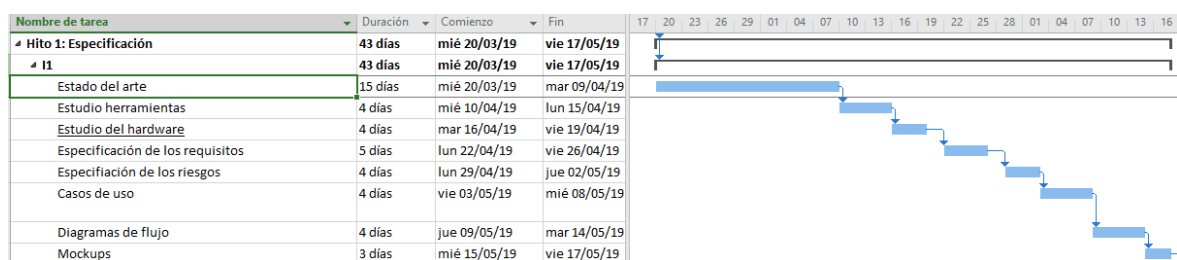 Nombre de tarea Duración Comienzo Fin 17 20 23 26 29 01 04 07 10 13 16 19 22 25 28 01 04 07 10 13 16
Hito 1: Especificación 43 días mié 20/03/19 vie 17/05/19
I1 43 días mié 20/03/19 vie 17/05/19
Estado del arte 15 días mié 20/03/19 mar 09/04/19
Estudio herramientas 4 días mié 10/04/19 lun 15/04/19
Estudio del hardware 4 días mar 16/04/19 vie 19/04/19
Especificación de los requisitos 5 días lun 22/04/19 vie 26/04/19
Especifiación de los riesgos 4 días lun 29/04/19 jue 02/05/19
Casos de uso 4 días vie 03/05/19 mié 08/05/19
Diagramas de flujo 4 días jue 09/05/19 mar 14/05/19
Mockups 3 días mié 15/05/19 vie 17/05/19